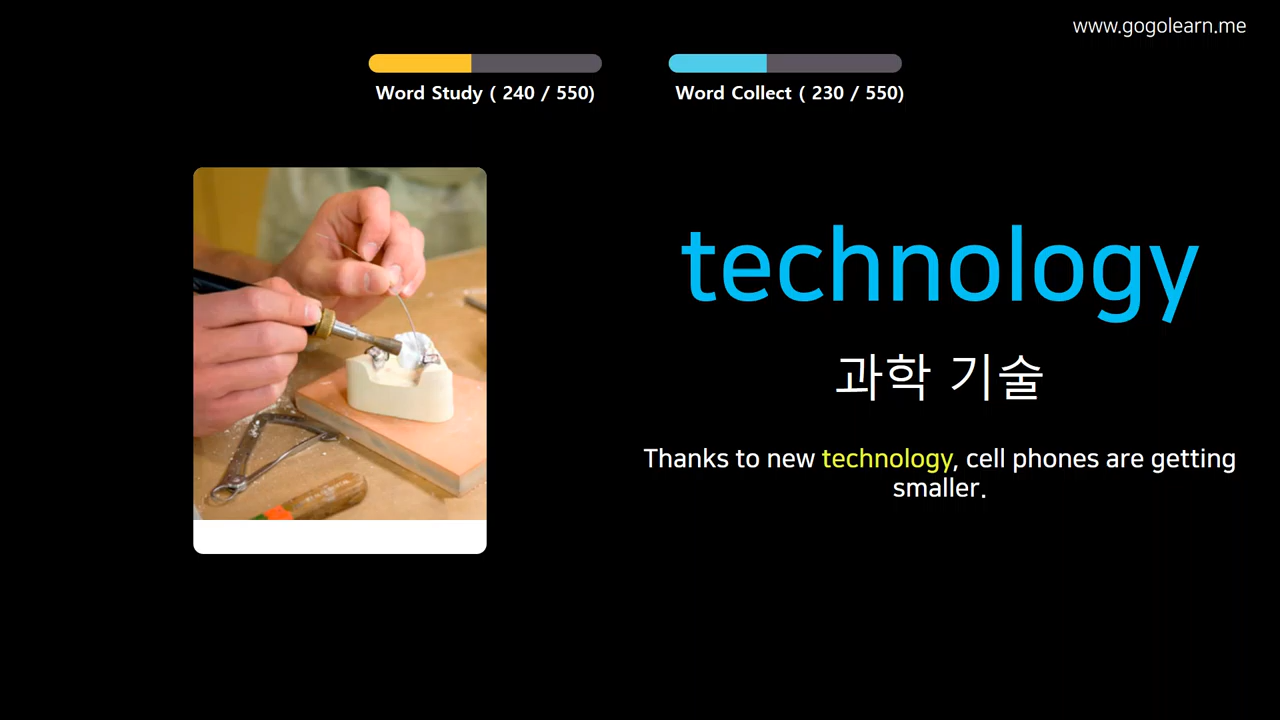 www.gogolearn.me
Word Study ( 240 / 550)
Word Collect ( 230 / 550)
technology
과학 기술
Thanks to new technology, cell phones are getting
smaller.